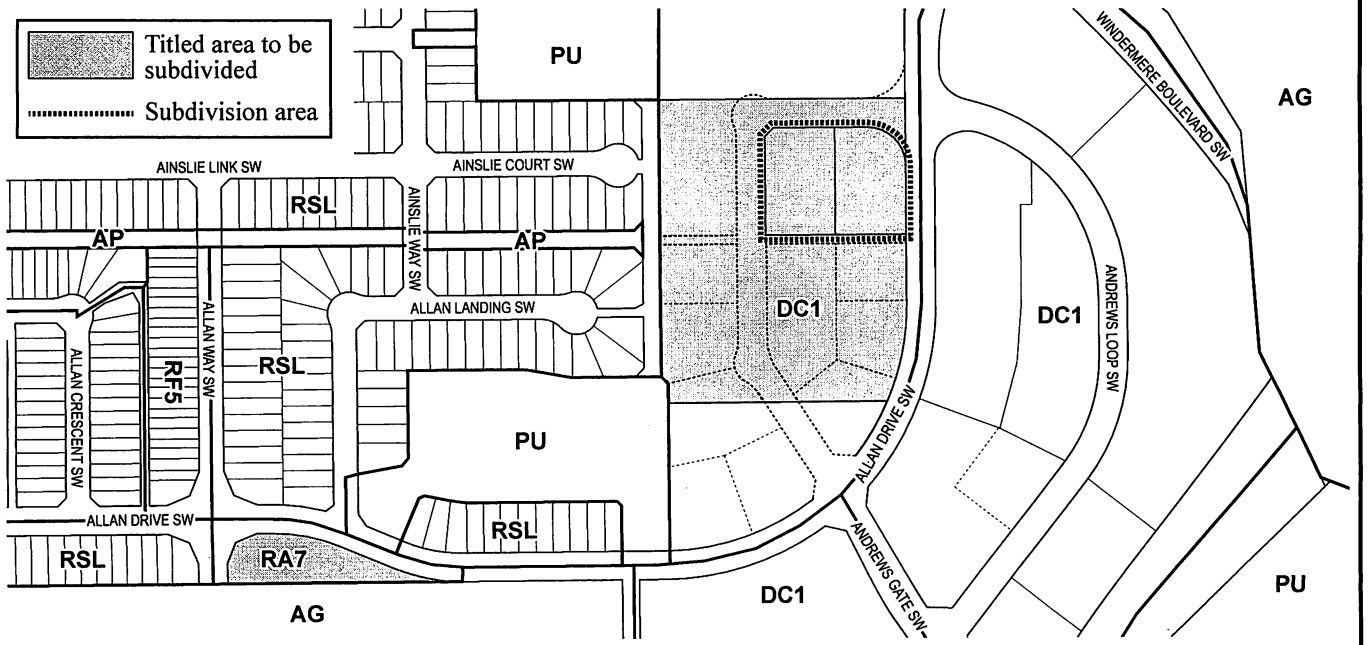 Titled area to be
subdivided
Subdivision area
PU
AG
WINDERMERE BOULEVARD SW
AINSLIE LINK SW
AINSLIE COURT SW
RSL
AINSLIE WAY SW
AP
AP
ALLAN LANDING SW
DC1
DC1
ANDREWS LOOP SW
ALLAN CRESCENT SW
RF5
ALLAN WAY SW
RSL
PU
ALLAN DRIVE SW
ALLAN DRIVE SW
RSL
RSL
RA7
ANDREWS GATE SW
DC1
PU
AG